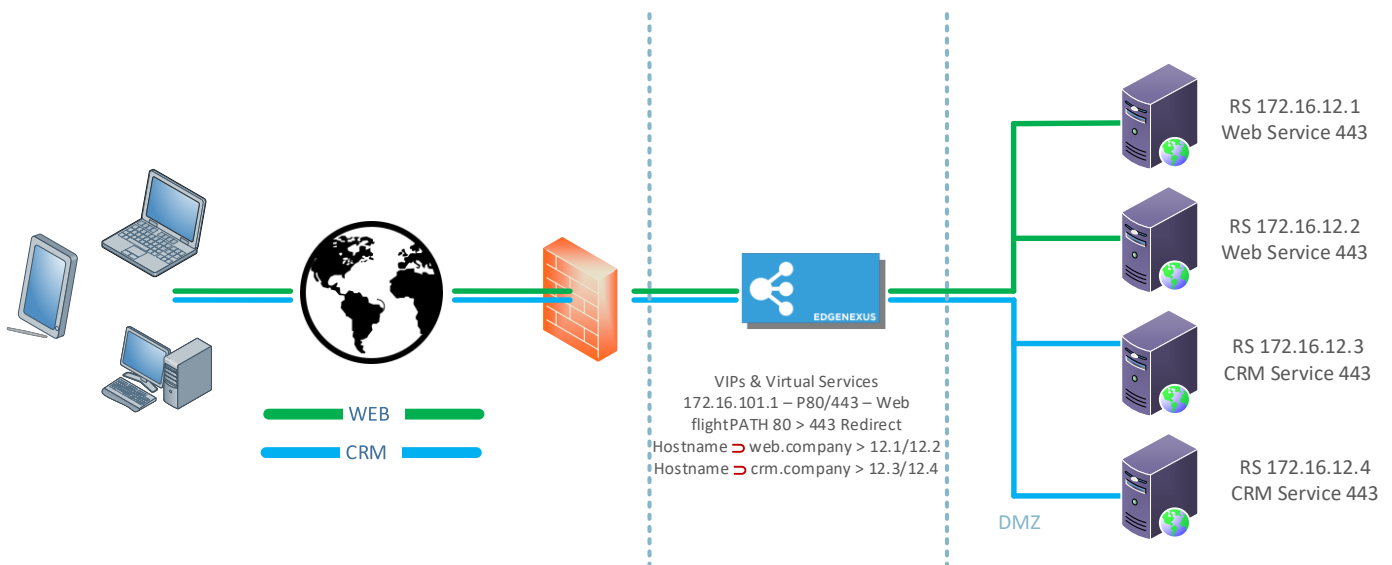 WEB
CRM
EDGENEXUS
VIPs & Virtual Services
172.16.101.1 – P80/443 – Web
flightPATH 80 > 443 Redirect
Hostname ⊃ web.company > 12.1/12.2
Hostname ⊃ crm.company > 12.3/12.4
RS 172.16.12.1
Web Service 443
RS 172.16.12.2
Web Service 443
RS 172.16.12.3
CRM Service 443
RS 172.16.12.4
CRM Service 443
DMZ